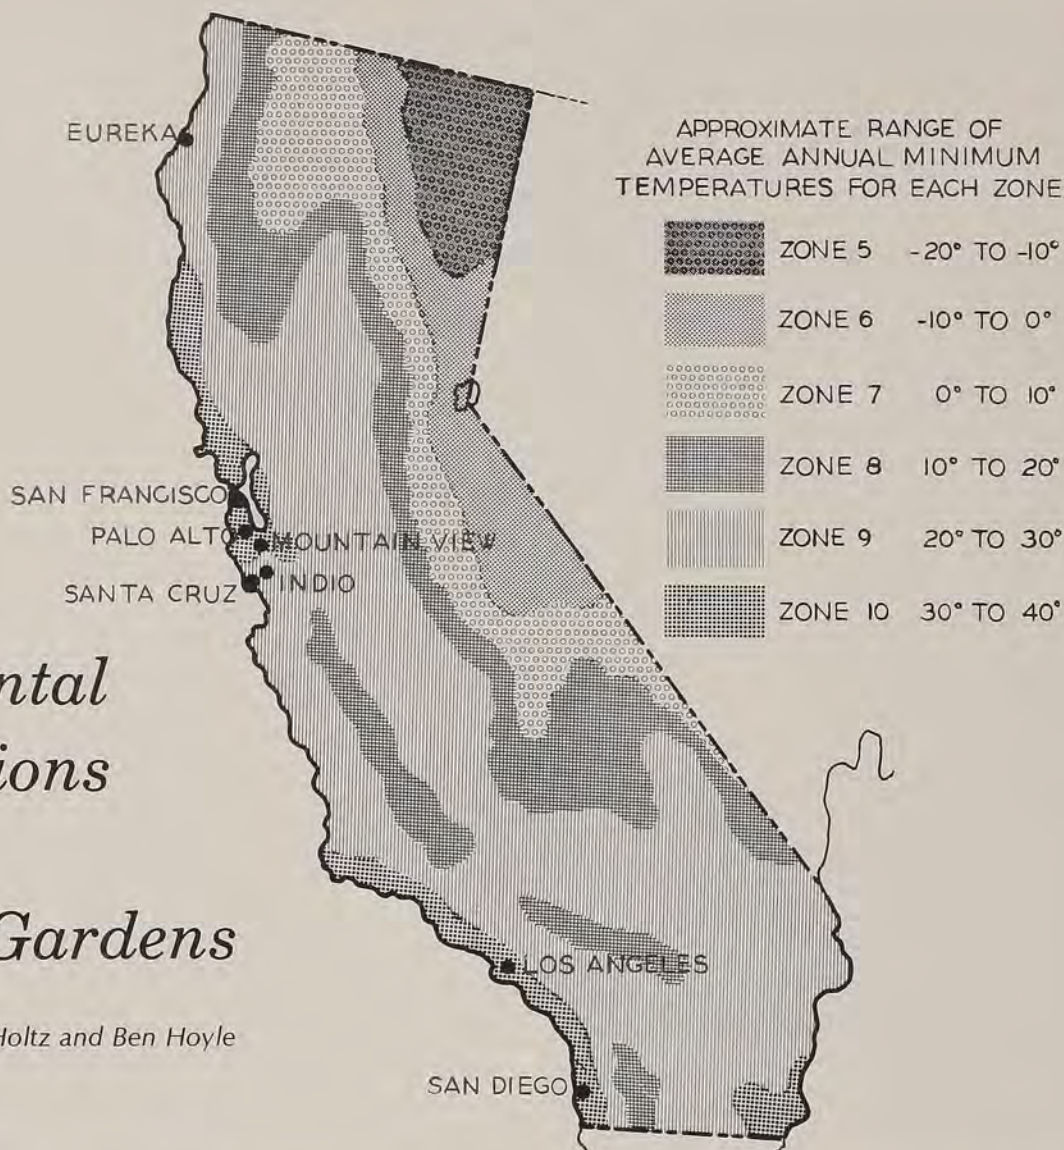 EUREKA
SAN FRANCISCO
PALO ALTO
MOUNTAIN VIEW
INDIO
SANTA CRUZ
LOS ANGELES
SAN DIEGO
APPROXIMATE RANGE OF
AVERAGE ANNUAL MINIMUM
TEMPERATURES FOR EACH ZONE
ZONE 5 -20° TO -10°
ZONE 6 -10° TO 0°
ZONE 7 0° TO 10°
ZONE 8 10° TO 20°
ZONE 9 20° TO 30°
ZONE 10 30° TO 40°
ntal
ions
Gardens
Holtz and Ben Hoyle